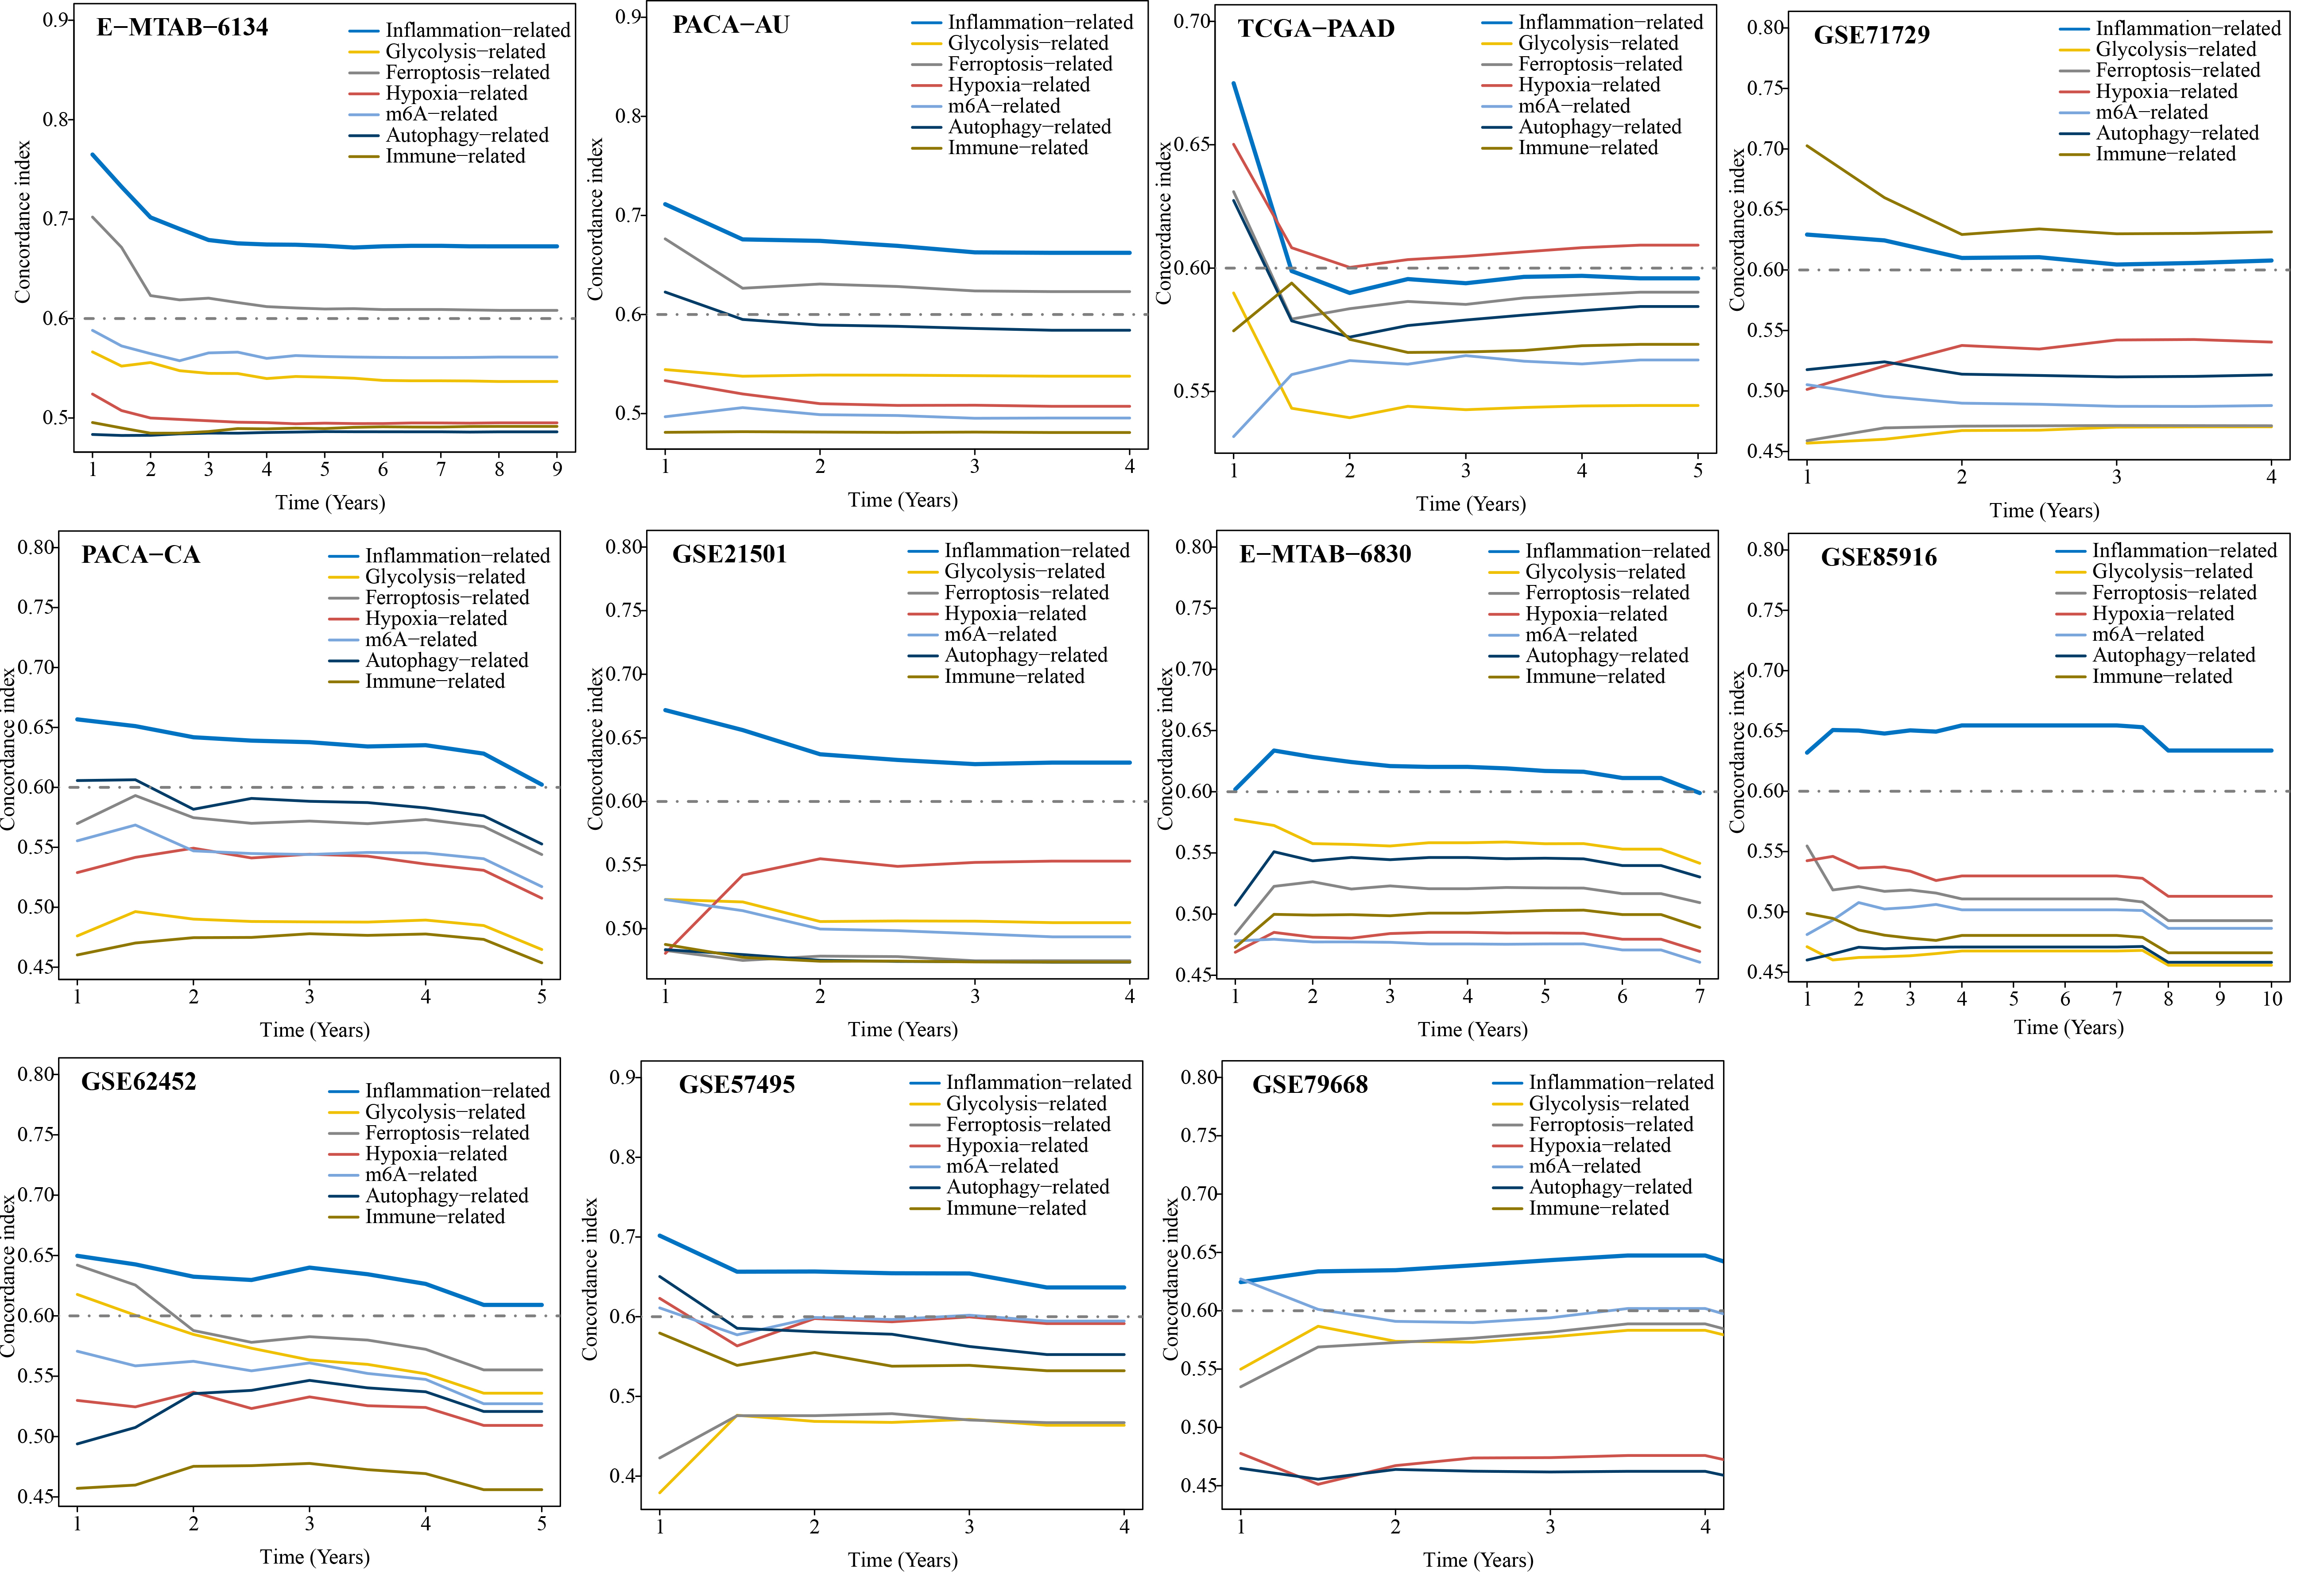 E−MTAB−6134
Inflammation−related
Glycolysis−related
Ferroptosis−related
Hypoxia−related
m6A−related
Autophagy−related
Immune−related
Concordance index
0.9
0.8
0.7
0.6
0.5
1 2 3 4 5 6 7 8 9
Time (Years)
PACA−AU
Inflammation−related
Glycolysis−related
Ferroptosis−related
Hypoxia−related
m6A−related
Autophagy−related
Immune−related
Concordance index
0.9
0.8
0.7
0.6
0.5
1 2 3 4
Time (Years)
TCGA−PAAD
Inflammation−related
Glycolysis−related
Ferroptosis−related
Hypoxia−related
m6A−related
Autophagy−related
Immune−related
Concordance index
0.70
0.65
0.60
0.55
1 2 3 4 5
Time (Years)
GSE71729
Inflammation−related
Glycolysis−related
Ferroptosis−related
Hypoxia−related
m6A−related
Autophagy−related
Immune−related
Concordance index
0.80
0.75
0.70
0.65
0.60
0.55
0.50
0.45
1 2 3 4
Time (Years)
PACA−CA
Inflammation−related
Glycolysis−related
Ferroptosis−related
Hypoxia−related
m6A−related
Autophagy−related
Immune−related
Concordance index
0.80
0.75
0.70
0.65
0.60
0.55
0.50
0.45
1 2 3 4 5
Time (Years)
GSE21501
Inflammation−related
Glycolysis−related
Ferroptosis−related
Hypoxia−related
m6A−related
Autophagy−related
Immune−related
Concordance index
0.80
0.75
0.70
0.65
0.60
0.55
0.50
1 2 3 4
Time (Years)
E−MTAB−6830
Inflammation−related
Glycolysis−related
Ferroptosis−related
Hypoxia−related
m6A−related
Autophagy−related
Immune−related
Concordance index
0.80
0.75
0.70
0.65
0.60
0.55
0.50
0.45
1 2 3 4 5 6 7
Time (Years)
GSE85916
Inflammation−related
Glycolysis−related
Ferroptosis−related
Hypoxia−related
m6A−related
Autophagy−related
Immune−related
Concordance index
0.80
0.75
0.70
0.65
0.60
0.55
0.50
0.45
1 2 3 4 5 6 7 8 9 10
Time (Years)
GSE62452
Inflammation−related
Glycolysis−related
Ferroptosis−related
Hypoxia−related
m6A−related
Autophagy−related
Immune−related
Concordance index
0.80
0.75
0.70
0.65
0.60
0.55
0.50
0.45
1 2 3 4 5
Time (Years)
GSE57495
Inflammation−related
Glycolysis−related
Ferroptosis−related
Hypoxia−related
m6A−related
Autophagy−related
Immune−related
Concordance index
0.9
0.8
0.7
0.6
0.5
0.4
1 2 3 4
Time (Years)
GSE79668
Inflammation−related
Glycolysis−related
Ferroptosis−related
Hypoxia−related
m6A−related
Autophagy−related
Immune−related
Concordance index
0.80
0.75
0.70
0.65
0.60
0.55
0.50
0.45
1 2 3 4
Time (Years)